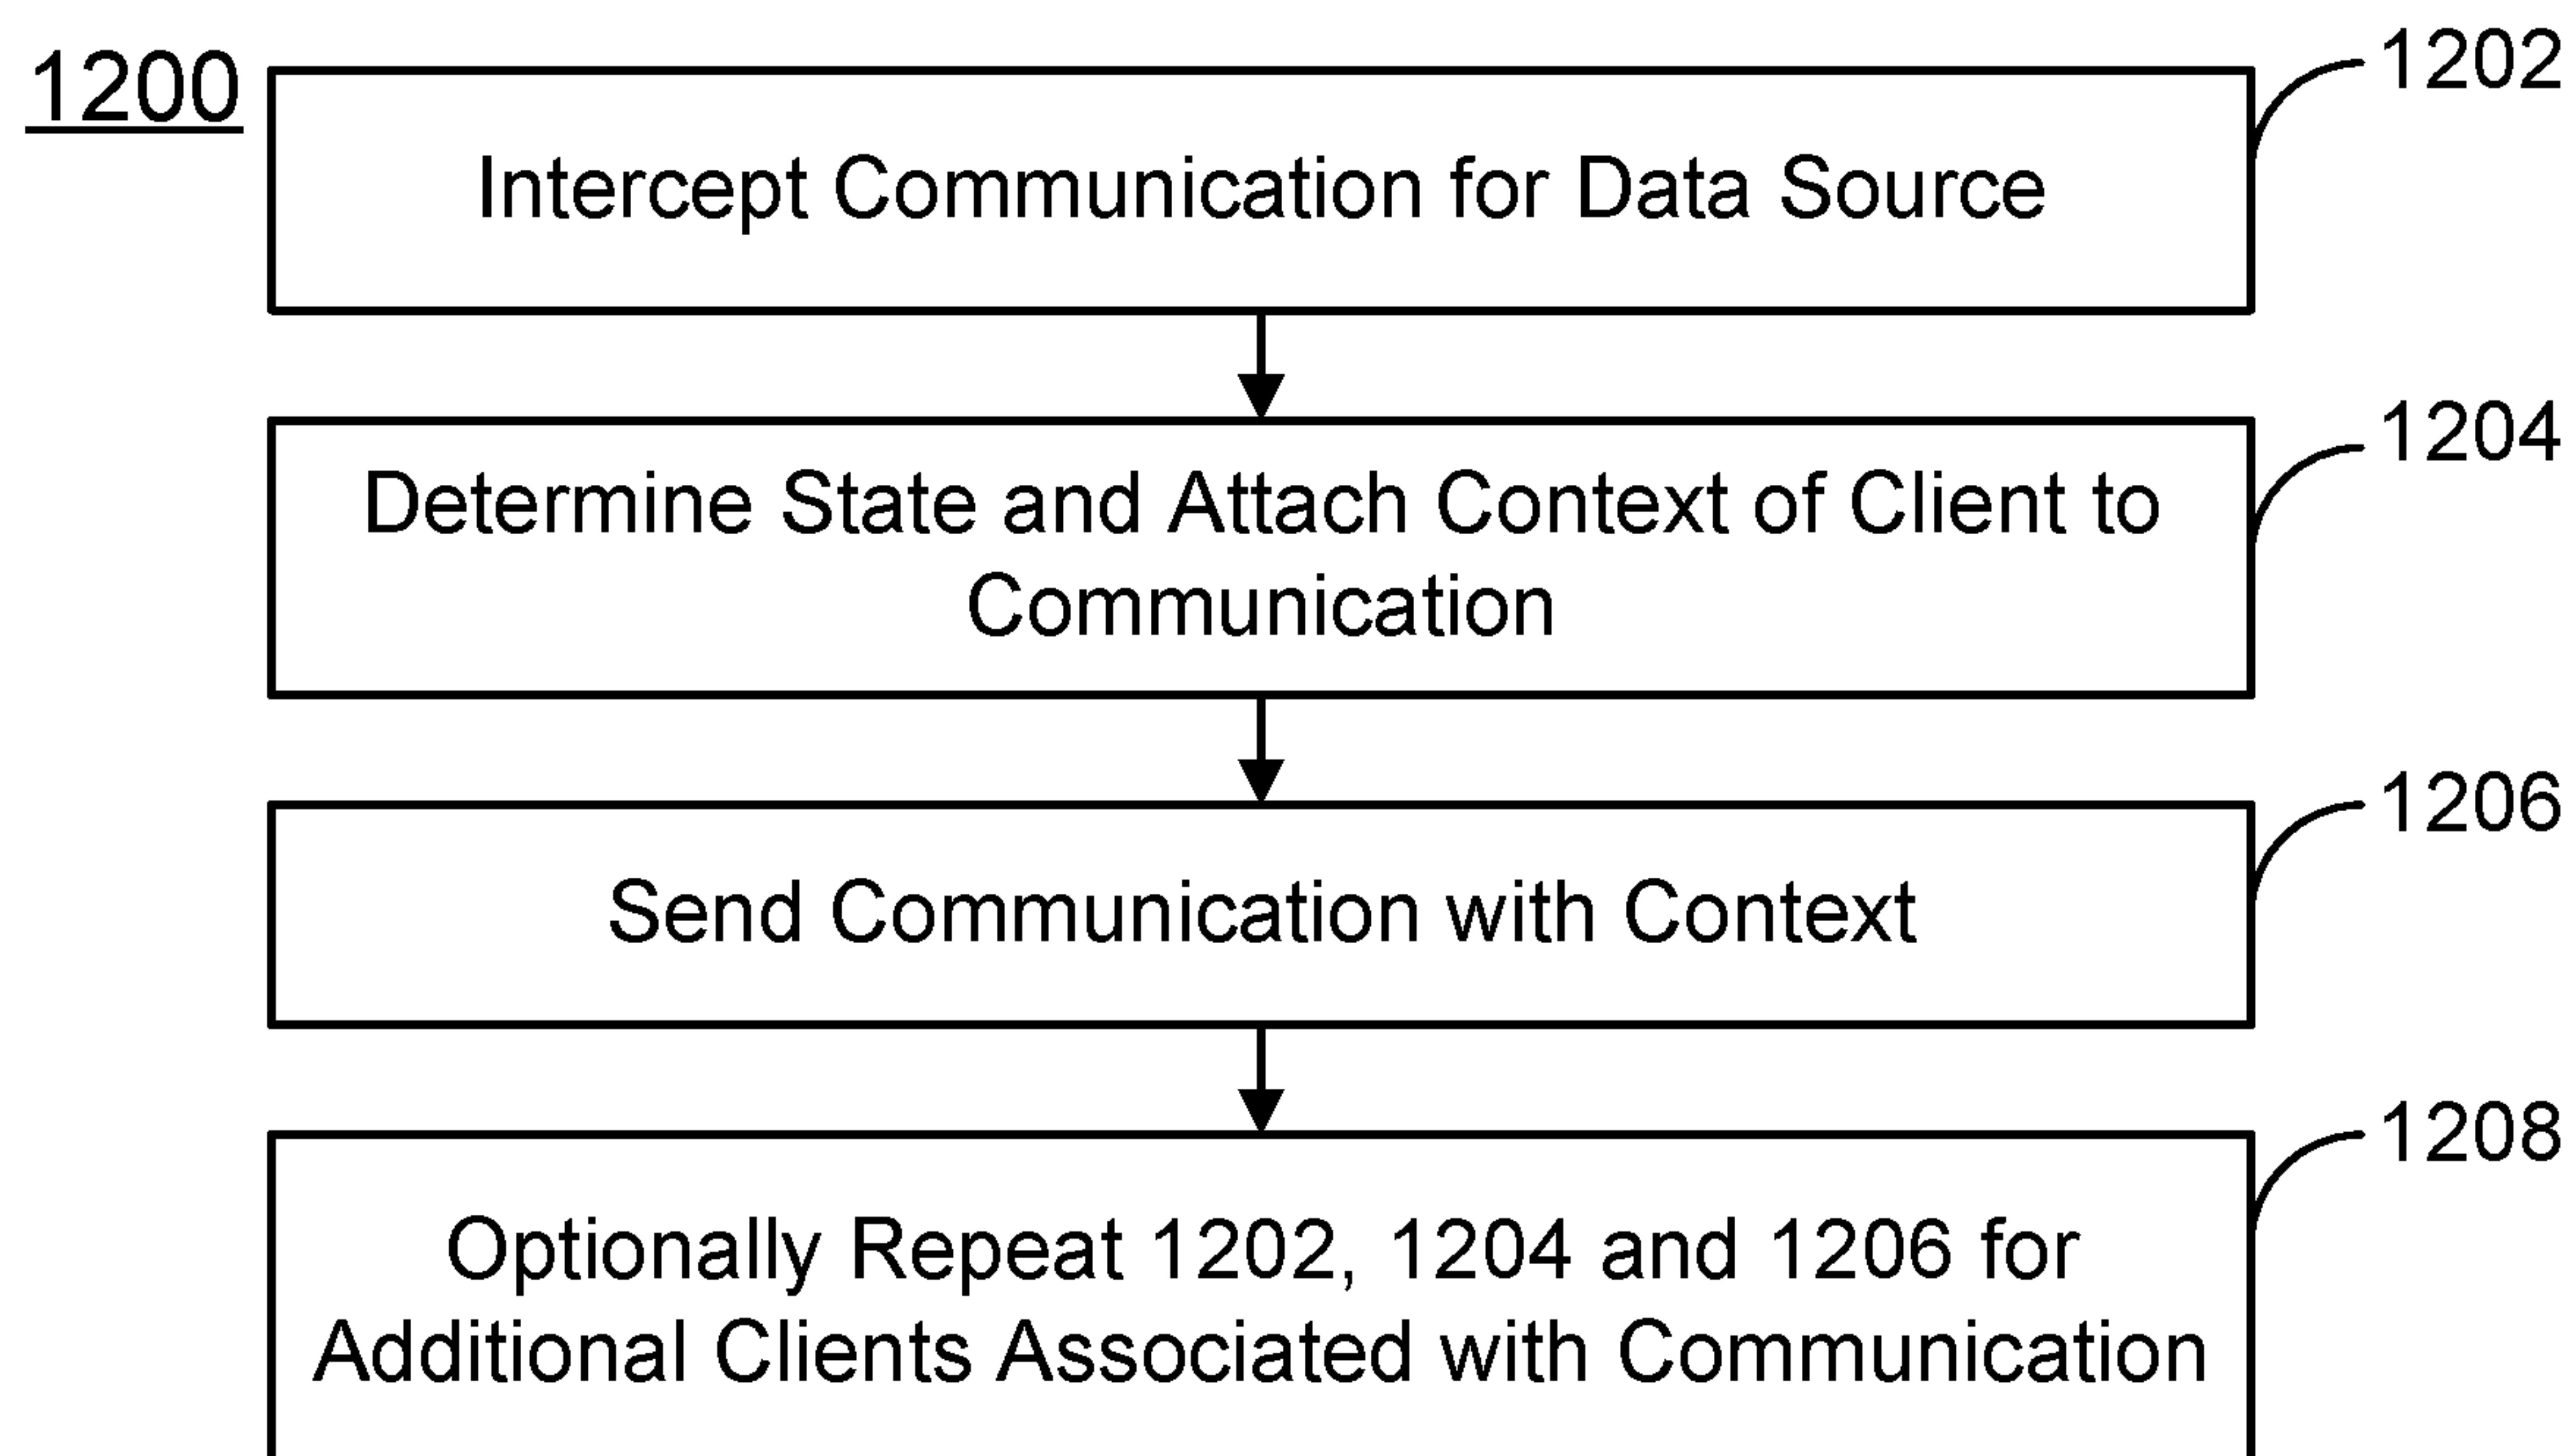 1200
1202
Intercept Communication for Data Source
1204
Determine State and Attach Context of Client to
Communication
1206
Send Communication with Context
1208
Optionally Repeat 1202, 1204 and 1206 for
Additional Clients Associated with Communication